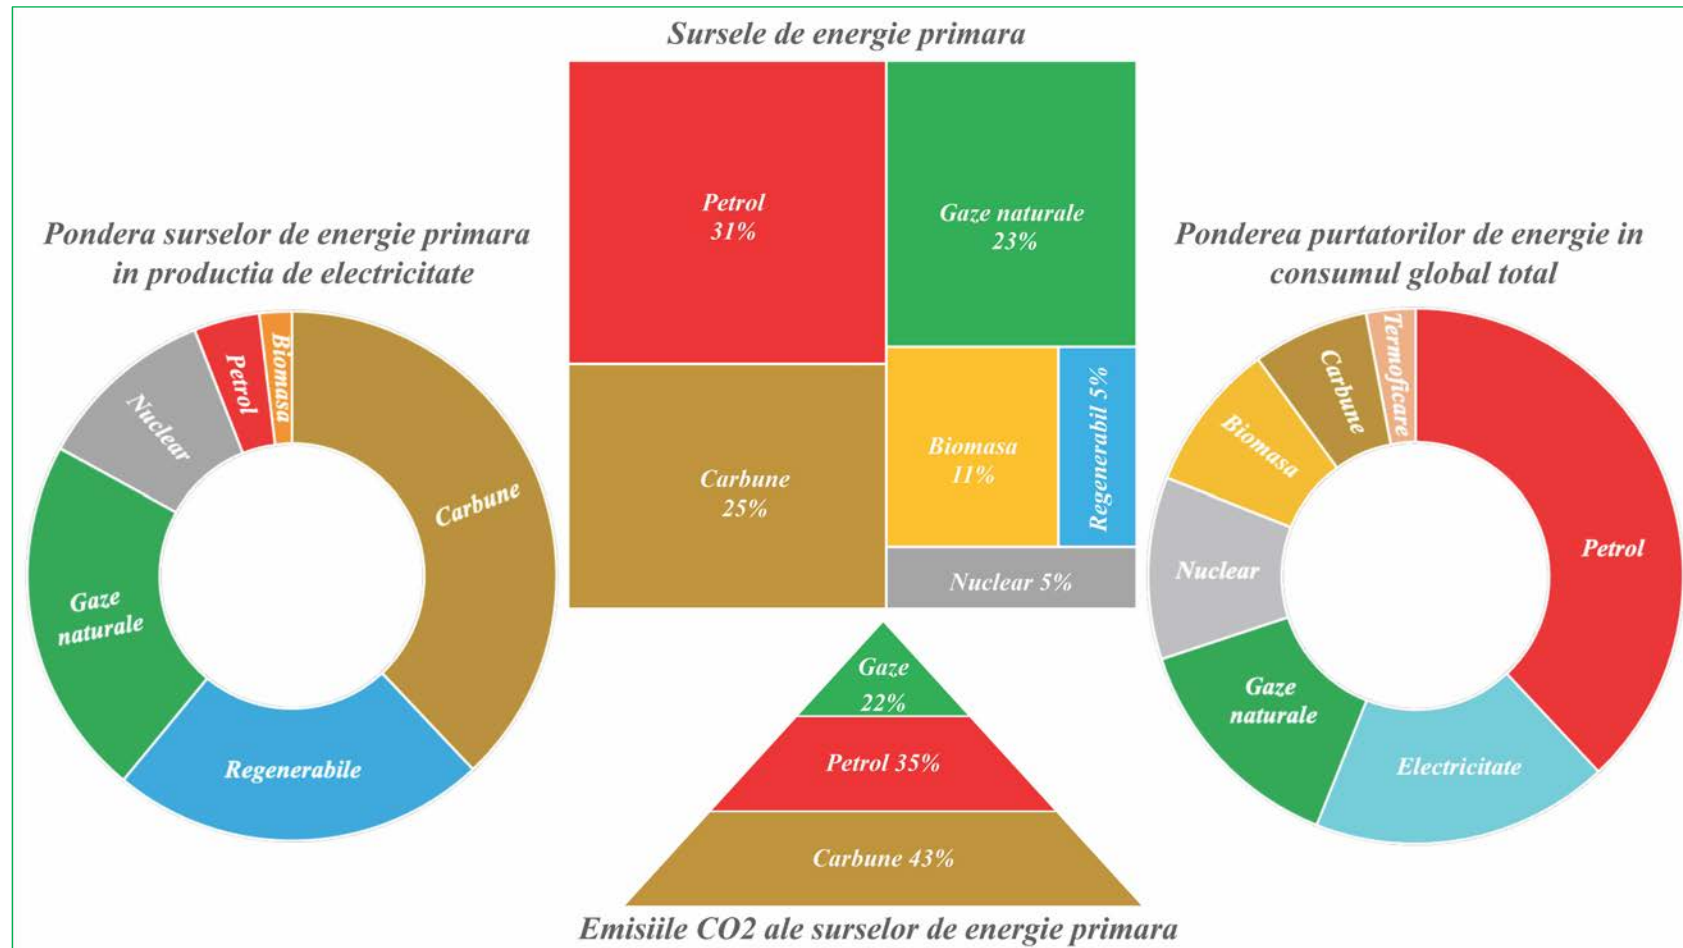 Sursele de energie primara
Petrol
31%
Gaze naturale
23%
Carbune
25%
Biomasa
11%
Regenerabil 5%
Nuclear 5%
Pondera surselor de energie primara
in productia de electricitate
Biomasa
Petrol
Nuclear
Carbune
Gaze
naturale
Regenerabile
Ponderea purtatorilor de energie in
consumul global total
Termoficare
Carbune
Biomasa
Petrol
Nuclear
Gaze
naturale
Electricitate
Gaze
22%
Petrol 35%
Carbune 43%
Emisiile CO2 ale surselor de energie primara